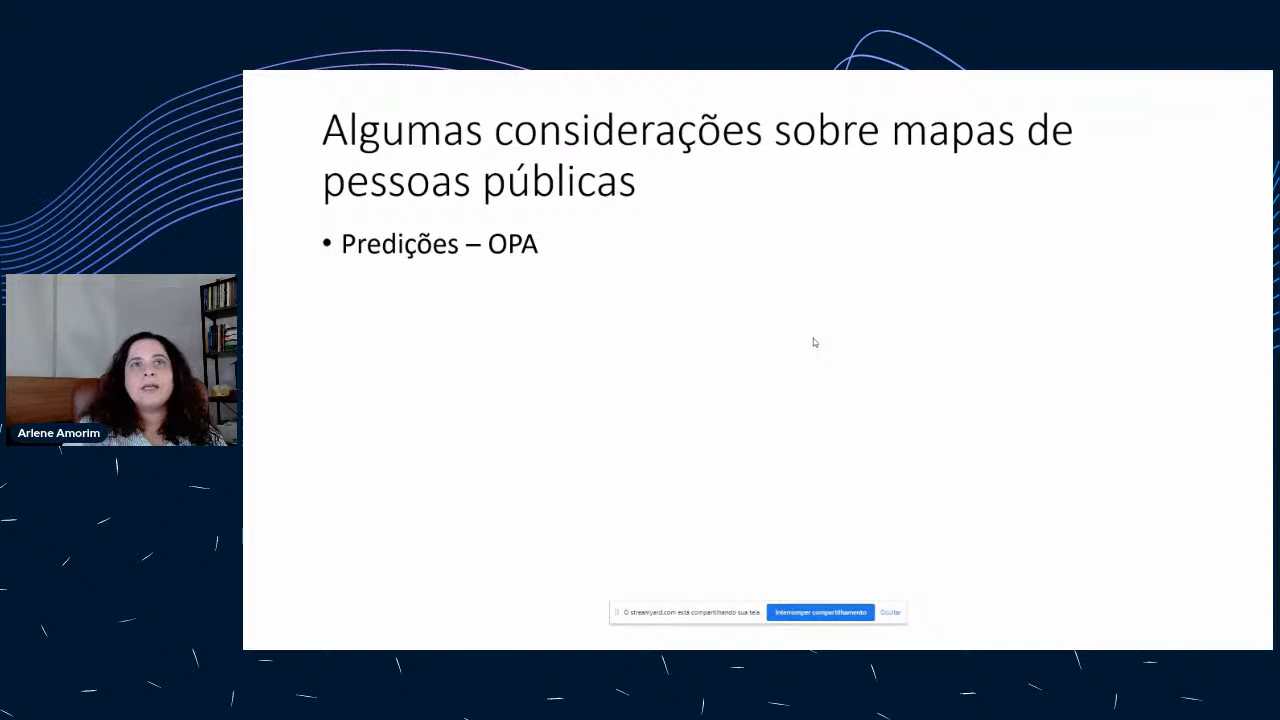 Algumas considerações sobre mapas de
pessoas públicas
• Predições – OPA
Arlene Amorim
O streamyard.com está compartilhando sua tela.
Interromper compartilhamento
Ocultar